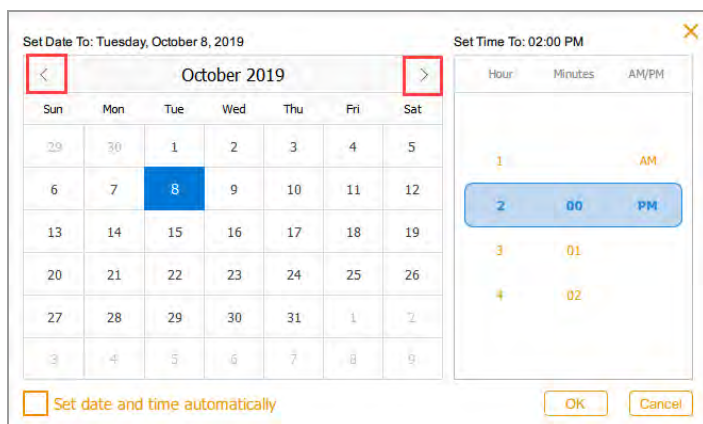 Set Date To: Tuesday, October 8, 2019
October 2019
Sun Mon Tue Wed Thu Fri Sat
29 30 1 2 3 4 5
6 7 8 9 10 11 12
13 14 15 16 17 18 19
20 21 22 23 24 25 26
27 28 29 30 31 1 2
3 4 5 6 7 8 9
Set Time To: 02:00 PM
Hour Minutes AM/PM
1 AM
2 00 PM
3 01
4 02
Set date and time automatically
OK Cancel